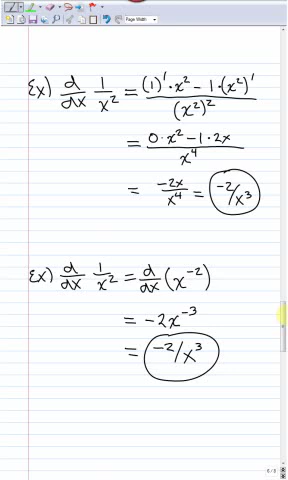 Page Width
Ex) d/dx 1/x² = ((1)' · x² − 1 · (x²)')/(x²)²
= (0 · x² − 1 · 2x)/x⁴
= −2x/x⁴ = −2/x³
Ex) d/dx 1/x² = d/dx (x⁻²)
= −2x⁻³
= −2/x³